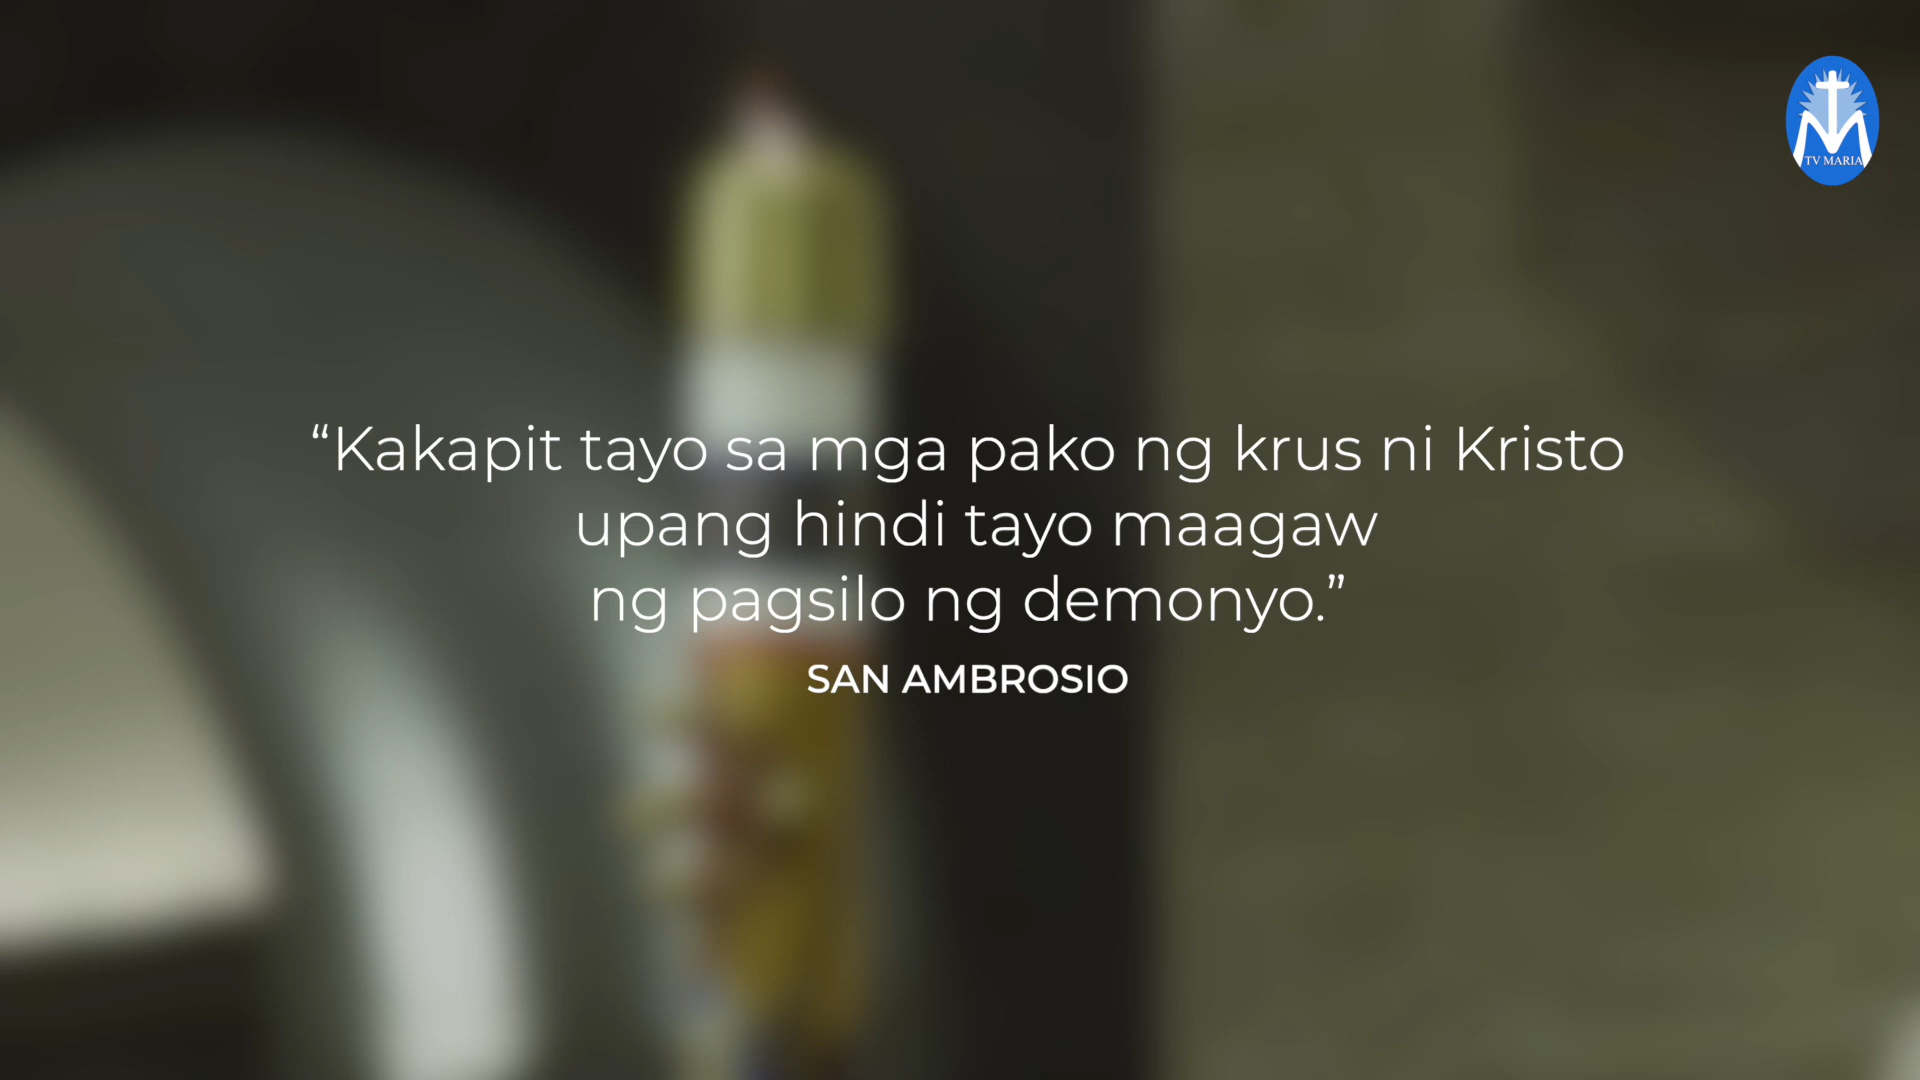 TV MARIA
“Kakapit tayo sa mga pako ng krus ni Kristo
upang hindi tayo maagaw
ng pagsilo ng demonyo.”
SAN AMBROSIO